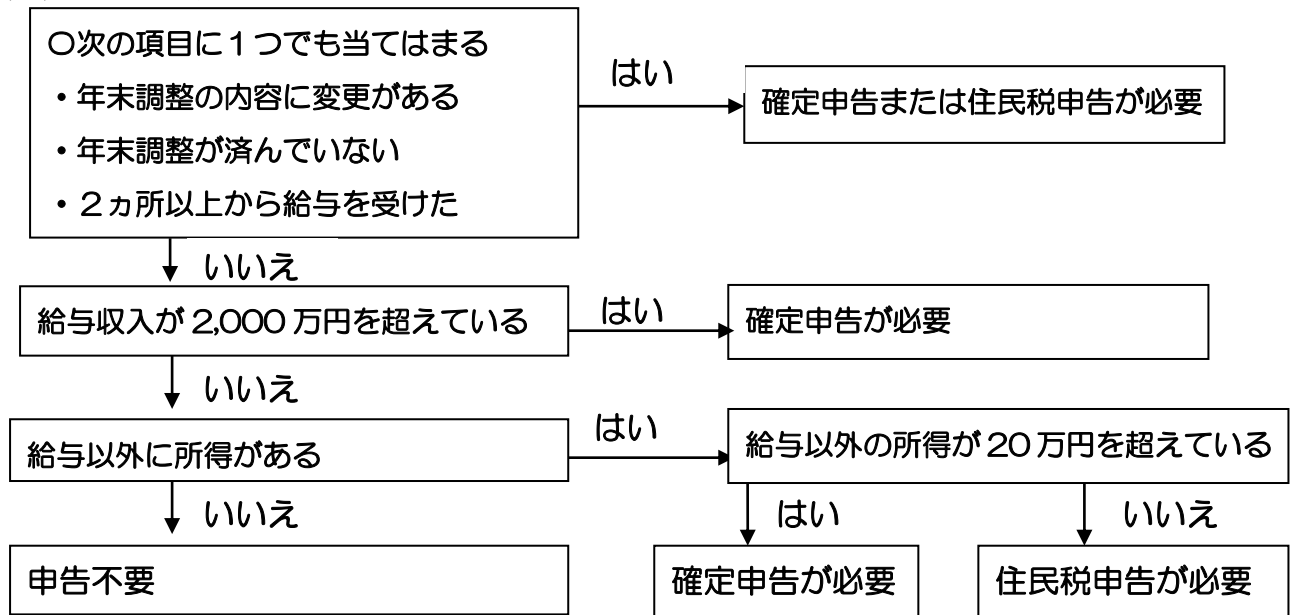 〇次の項目に１つでも当てはまる
・年末調整の内容に変更がある
・年末調整が済んでいない
・２ヵ所以上から給与を受けた
はい
確定申告または住民税申告が必要
いいえ
給与収入が 2,000 万円を超えている
はい
確定申告が必要
いいえ
給与以外に所得がある
はい
給与以外の所得が 20 万円を超えている
いいえ
はい
いいえ
申告不要
確定申告が必要
住民税申告が必要